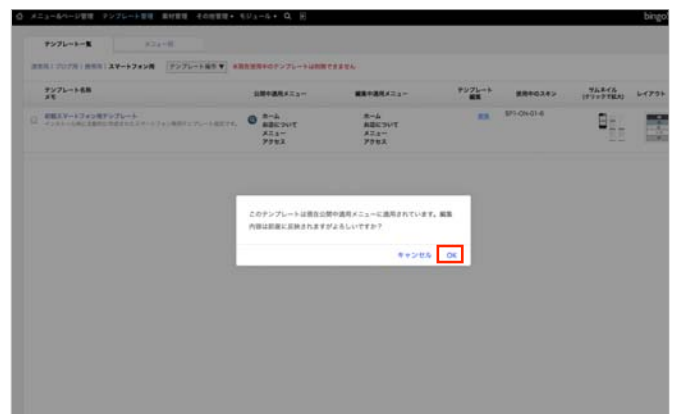 メニュー&ページ管理 テンプレート管理 素材管理 その他管理▾ モジュール▾
bingo!
テンプレート一覧
メニュー別
スマートフォン用 テンプレート操作▼ ※現在使用中のテンプレートは削除できません
テンプレート名称
メモ
公開中適用メニュー
編集中適用メニュー
テンプレート
編集
使用中のスキン
サムネイル
(クリックで拡大)
レイアウト
初期スマートフォン用テンプレート
ホーム
お店について
メニュー
アクセス
ホーム
お店について
メニュー
アクセス
SP1-CN-01-6
このテンプレートは現在公開中適用メニューに適用されています。編集
内容は即座に反映されますがよろしいですか?
キャンセル OK